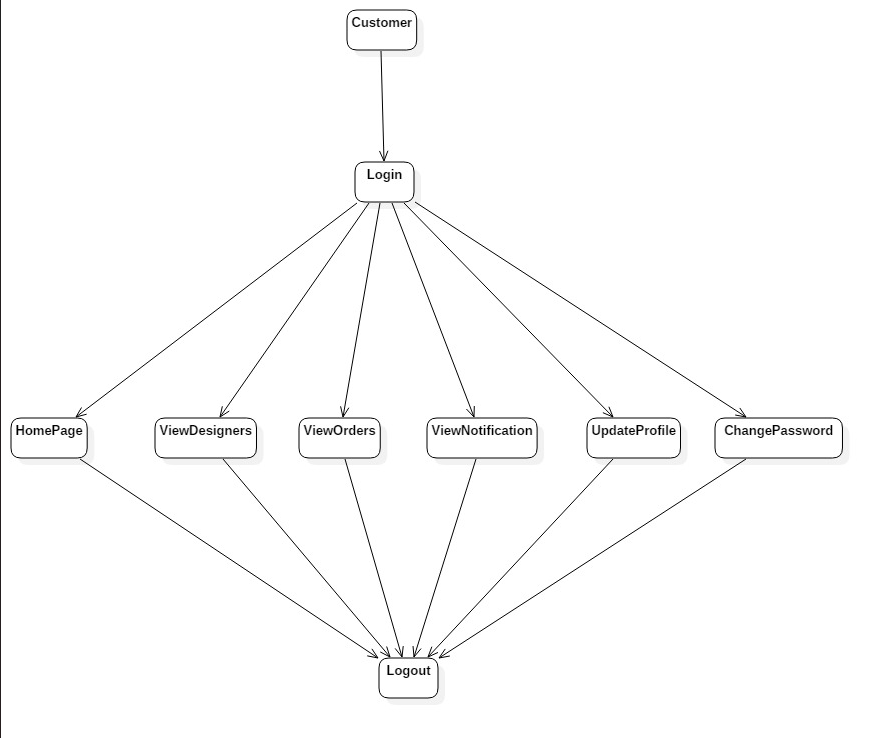 Customer
Login
HomePage
ViewDesigners
ViewOrders
ViewNotification
UpdateProfile
ChangePassword
Logout